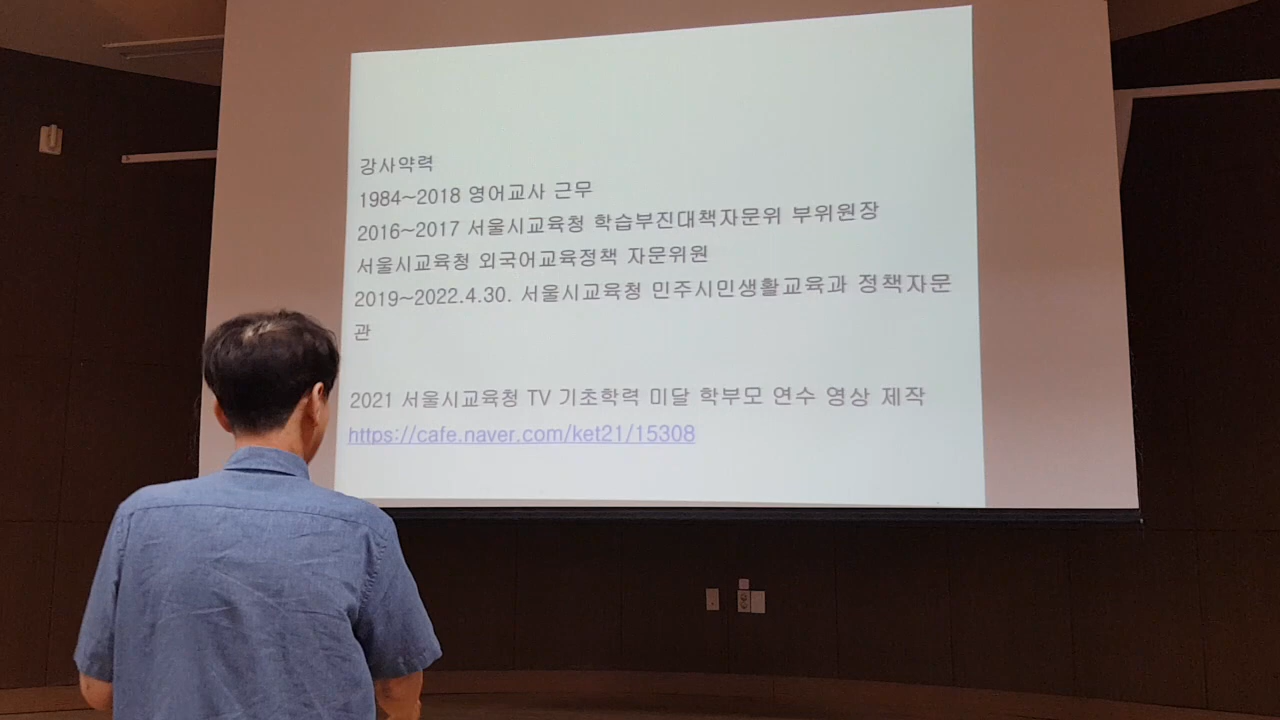 강사약력
1984~2018 영어교사 근무
2016~2017 서울시교육청 학습부진대책자문위 부위원장
서울시교육청 외국어교육정책 자문위원
2019~2022.4.30. 서울시교육청 민주시민생활교육과 정책자문
관
2021 서울시교육청 TV 기초학력 미달 학부모 연수 영상 제작
https://cafe.naver.com/ket21/15308